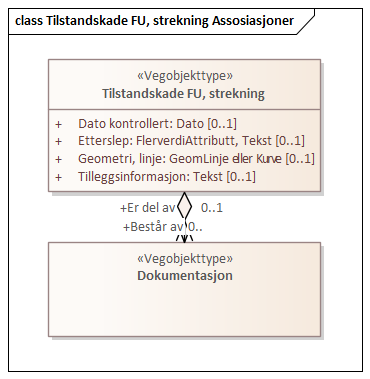 class Tilstandskade FU, strekning Assosiasjoner
«Vegobjekttype»
Tilstandskade FU, strekning
+ Dato kontrollert: Dato [0..1]
+ Etterslep: FlerverdiAttributt, Tekst [0..1]
+ Geometri, linje: GeomLinje eller Kurve [0..1]
+ Tilleggsinformasjon: Tekst [0..1]
+Er del av 0..1
+Består av 0..
«Vegobjekttype»
Dokumentasjon